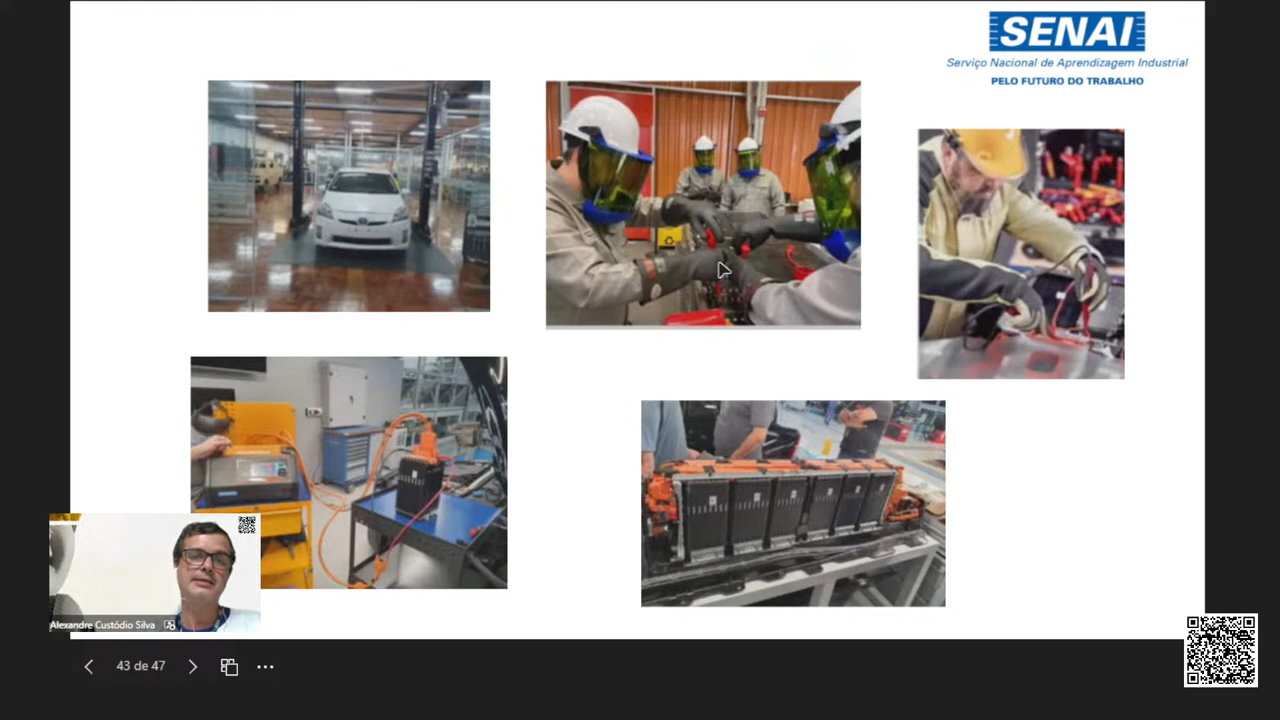 SENAI
Serviço Nacional de Aprendizagem Industrial
PELO FUTURO DO TRABALHO
Alexandre Custódio Silva
43 de 47